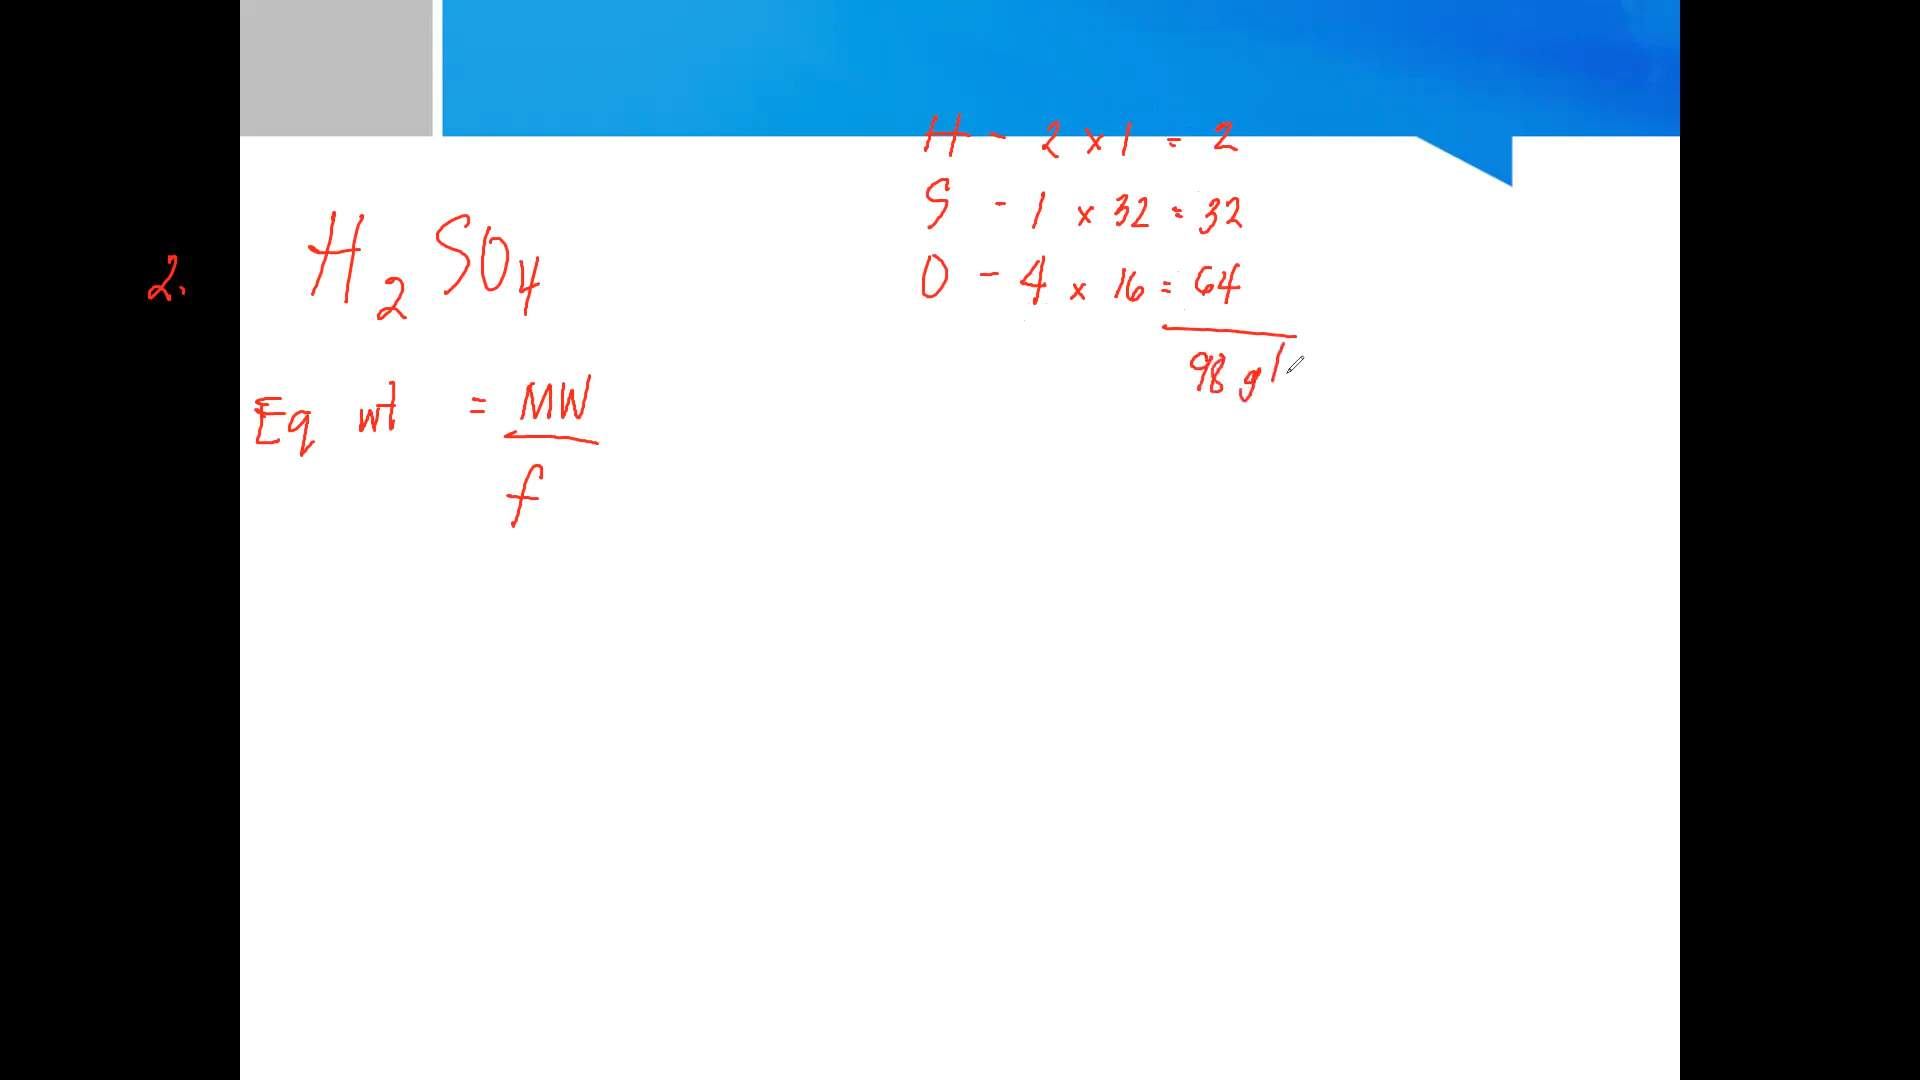 H - 2 x 1 = 2
S - 1 x 32 = 32
O - 4 x 16 = 64
98 g/
2. H2SO4
Eq wt = MW
f